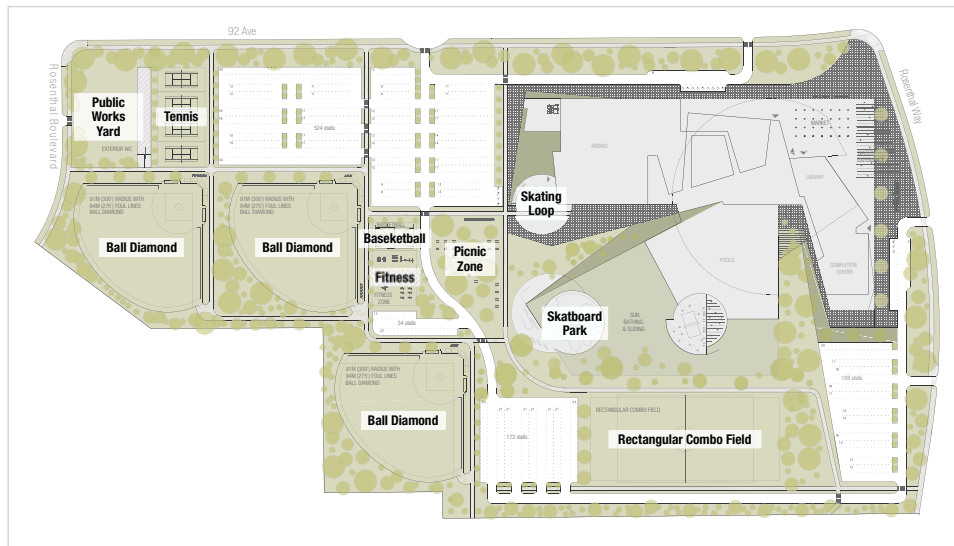 92 Ave
Rosenthal Boulevard
Rosenthal Way
Public
Works
Yard
EXTERIOR WC
Tennis
524 stalls
ARENAS
MARKET
LIBRARY
Skating
Loop
91M (300') RADIUS WITH
84M (275') FOUL LINES
BALL DIAMOND
Ball Diamond
91M (300') RADIUS WITH
84M (275') FOUL LINES
BALL DIAMOND
Ball Diamond
BASKETBALL
Baseketball
Fitness
FITNESS
ZONE
Picnic
Zone
34 stalls
POOLS
COMPLETION
CENTER
Skatboard
Park
SUN
BATHING
& SLIDING
91M (300') RADIUS WITH
84M (275') FOUL LINES
BALL DIAMOND
Ball Diamond
172 stalls
RECTANGULAR COMBO FIELD
Rectangular Combo Field
188 stalls